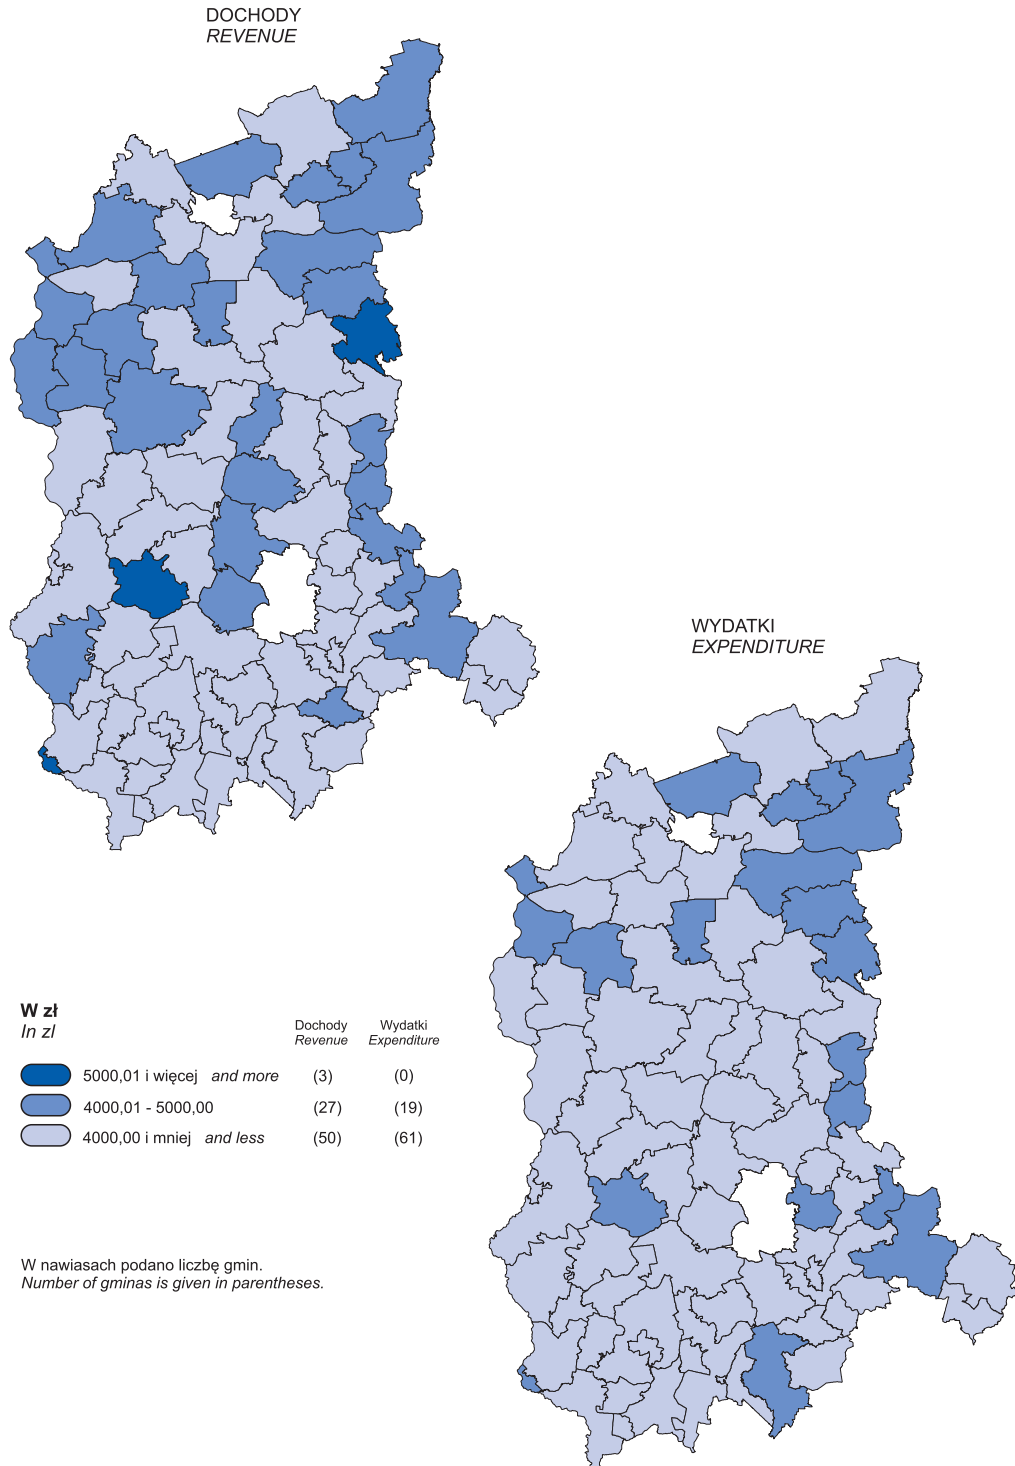 DOCHODY
REVENUE
WYDATKI
EXPENDITURE
W zł
In zl
Dochody Wydatki
Revenue Expenditure
5000,01 i więcej and more (3) (0)
4000,01 - 5000,00 (27) (19)
4000,00 i mniej and less (50) (61)
W nawiasach podano liczbę gmin.
Number of gminas is given in parentheses.